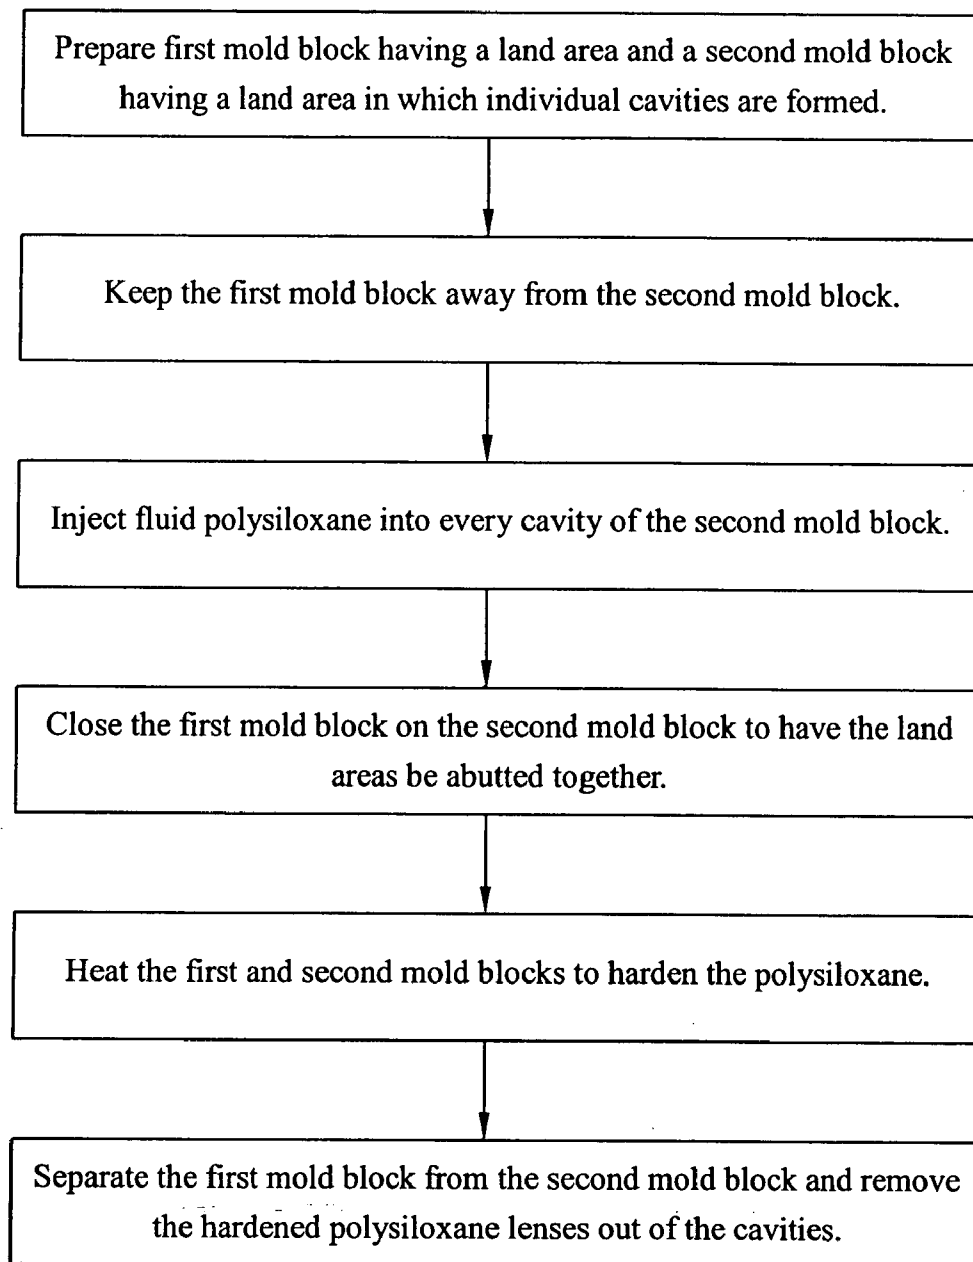 Prepare first mold block having a land area and a second mold block
having a land area in which individual cavities are formed.
Keep the first mold block away from the second mold block.
Inject fluid polysiloxane into every cavity of the second mold block.
Close the first mold block on the second mold block to have the land
areas be abutted together.
Heat the first and second mold blocks to harden the polysiloxane.
Separate the first mold block from the second mold block and remove
the hardened polysiloxane lenses out of the cavities.